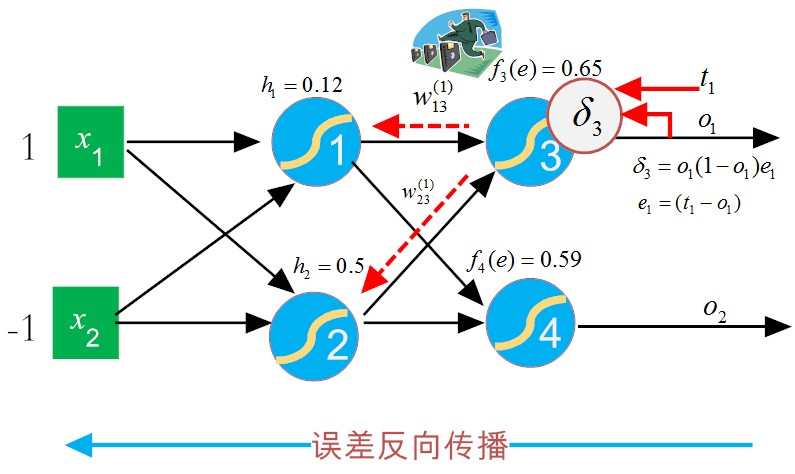 f₃(e) = 0.65
t₁
h₁ = 0.12
w₁₃⁽¹⁾
δ₃
o₁
1
x₁
1
3
δ₃ = o₁(1−o₁)e₁
w₂₃⁽¹⁾
e₁ = (t₁ − o₁)
h₂ = 0.5
f₄(e) = 0.59
-1
x₂
2
4
o₂
误差反向传播